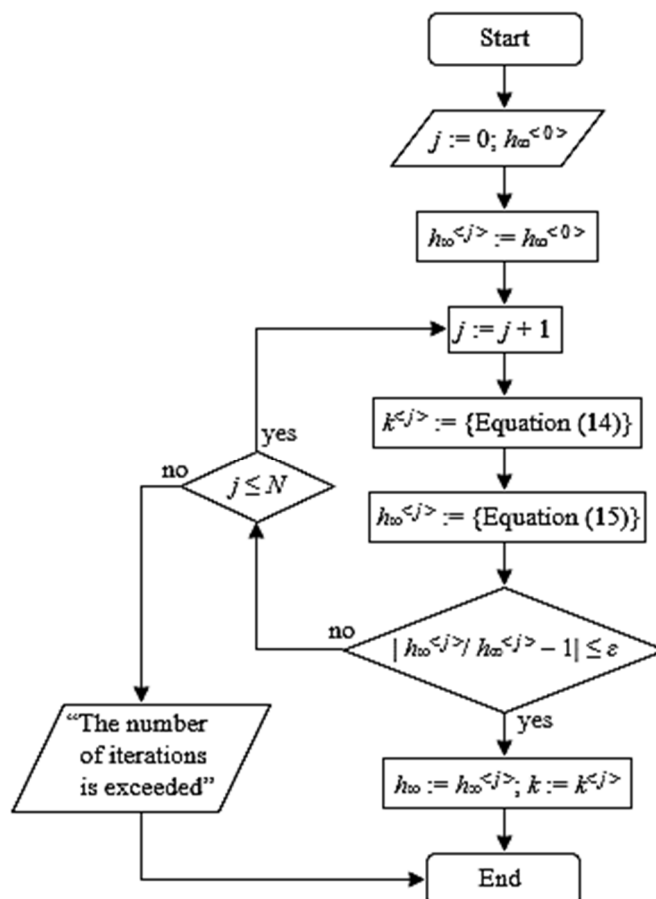 Start
j := 0; h∞<0>
h∞<j> := h∞<0>
j := j + 1
k<j> := {Equation (14)}
yes
no
j ≤ N
h∞<j> := {Equation (15)}
no
| h∞<j>/ h∞<j> – 1| ≤ ε
yes
“The number
of iterations
is exceeded”
h∞ := h∞<j>; k := k<j>
End